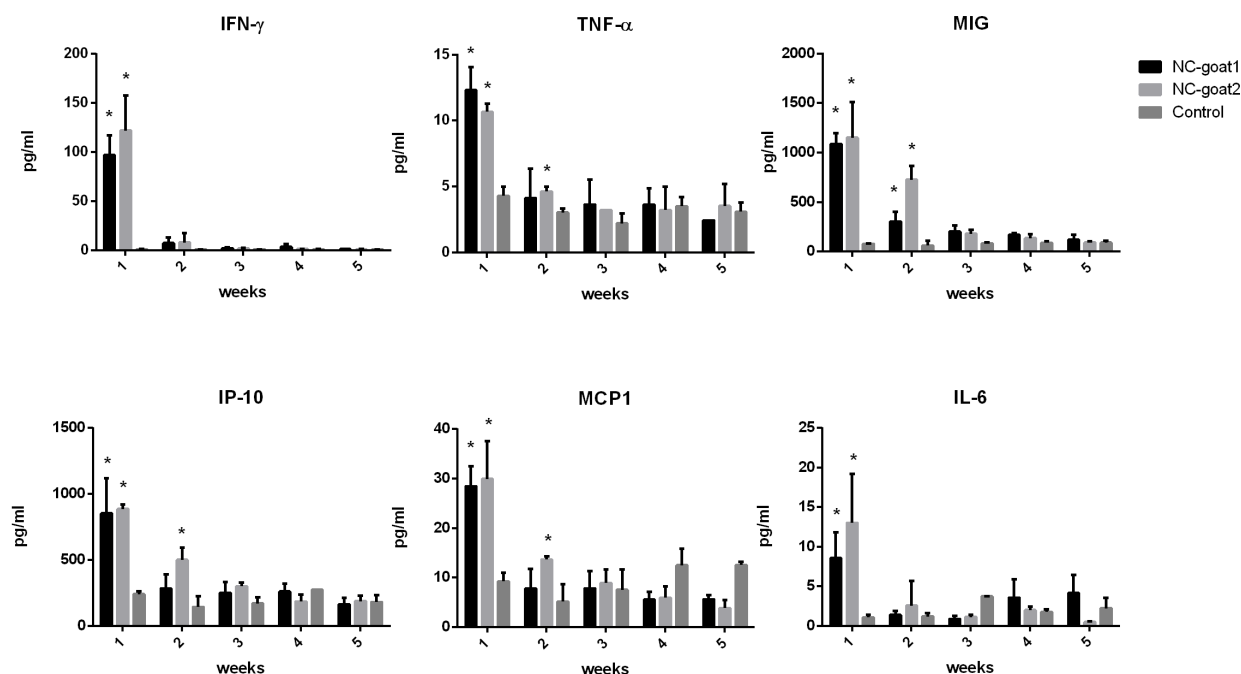 IFN-γ
TNF-α
MIG
NC-goat1
NC-goat2
Control
pg/ml
200
150
100
50
0
* *
1 2 3 4 5
weeks
pg/ml
15
10
5
0
* * *
1 2 3 4 5
weeks
pg/ml
2000
1500
1000
500
0
* * * *
1 2 3 4 5
weeks
IP-10
MCP1
IL-6
pg/ml
1500
1000
500
0
* * *
1 2 3 4 5
weeks
pg/ml
40
30
20
10
0
* * *
1 2 3 4 5
weeks
pg/ml
25
20
15
10
5
0
* *
1 2 3 4 5
weeks